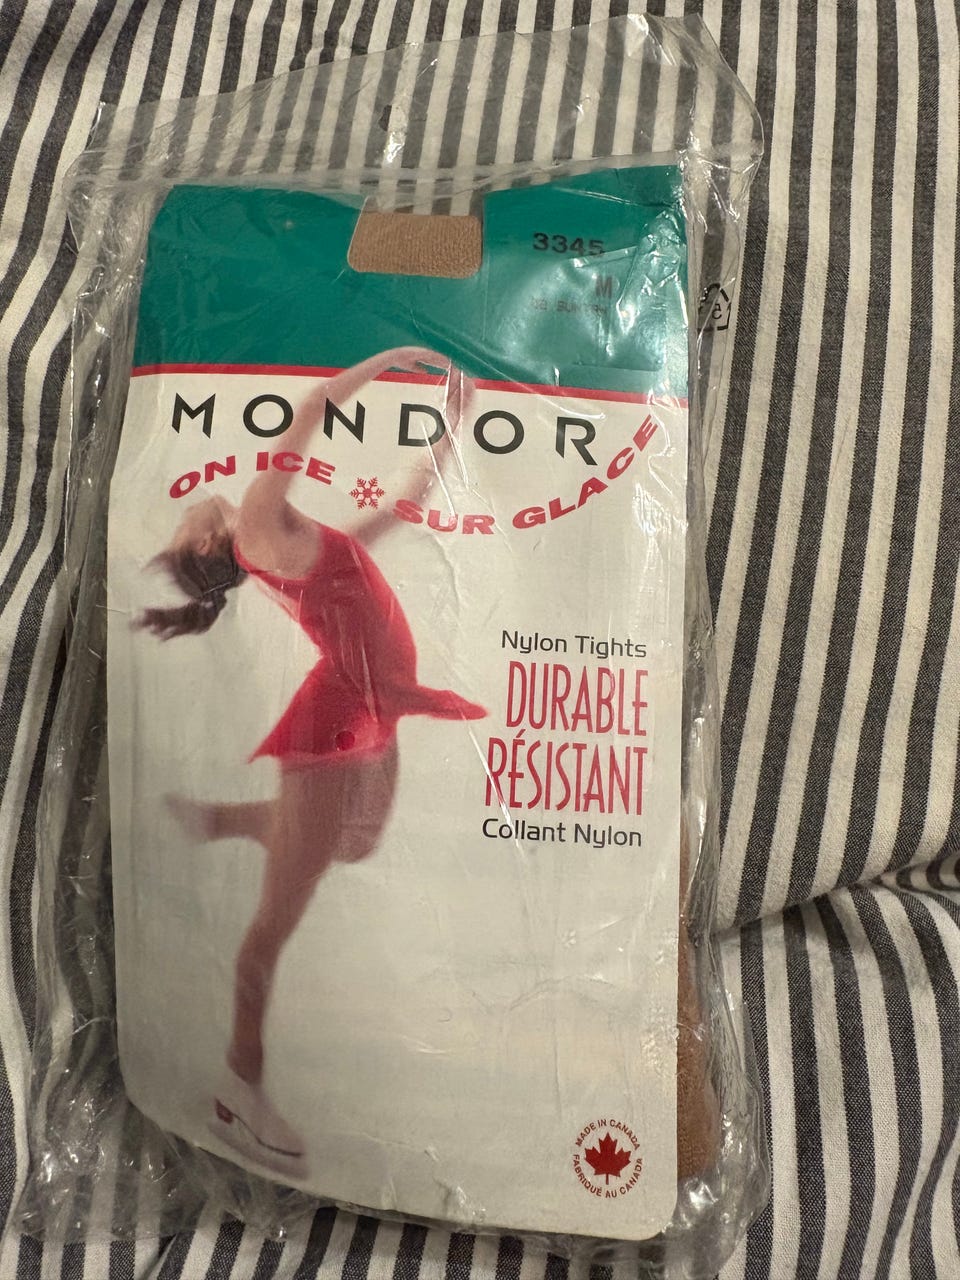 3345
M
MONDOR
ON ICE SUR GLACE
Nylon Tights
DURABLE
RÉSISTANT
Collant Nylon
MADE IN CANADA
FABRIQUÉ AU CANADA